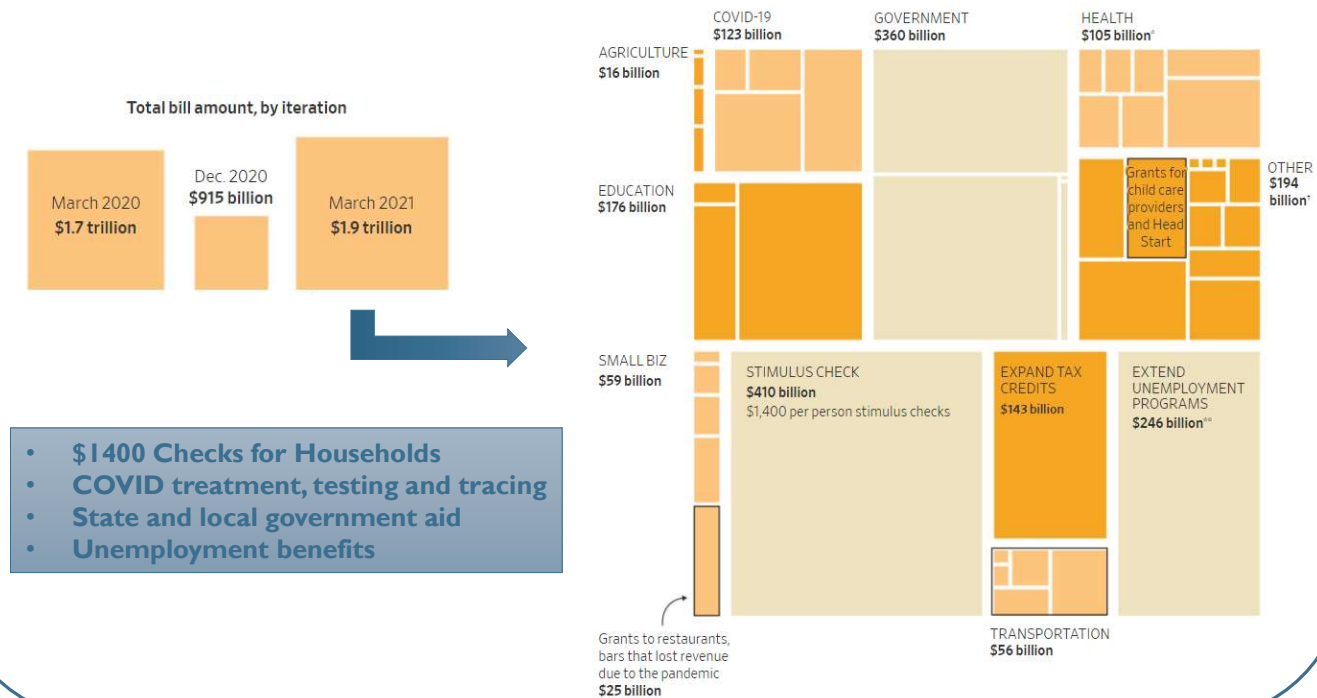 Total bill amount, by iteration
March 2020
$1.7 trillion
Dec. 2020
$915 billion
March 2021
$1.9 trillion
• $1400 Checks for Households
• COVID treatment, testing and tracing
• State and local government aid
• Unemployment benefits
COVID-19
$123 billion
GOVERNMENT
$360 billion
HEALTH
$105 billion*
AGRICULTURE
$16 billion
EDUCATION
$176 billion
Grants for
child care
providers
and Head
Start
OTHER
$194
billion†
SMALL BIZ
$59 billion
STIMULUS CHECK
$410 billion
$1,400 per person stimulus checks
EXPAND TAX
CREDITS
$143 billion
EXTEND
UNEMPLOYMENT
PROGRAMS
$246 billion**
Grants to restaurants,
bars that lost revenue
due to the pandemic
$25 billion
TRANSPORTATION
$56 billion